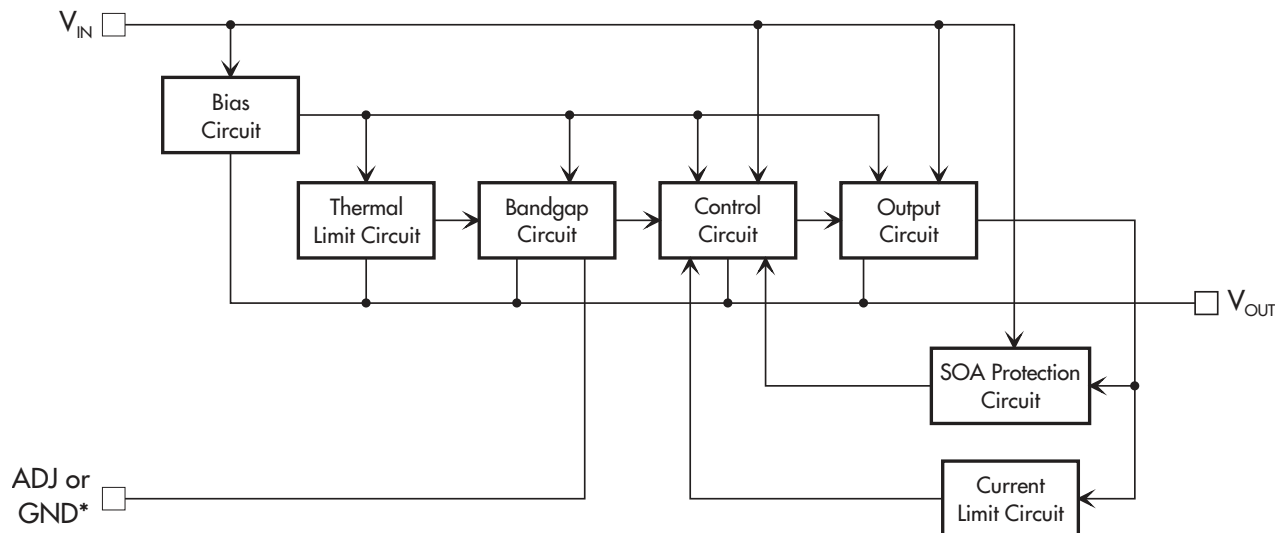 VIN
Bias
Circuit
Thermal
Limit Circuit
Bandgap
Circuit
Control
Circuit
Output
Circuit
VOUT
SOA Protection
Circuit
ADJ or
GND*
Current
Limit Circuit